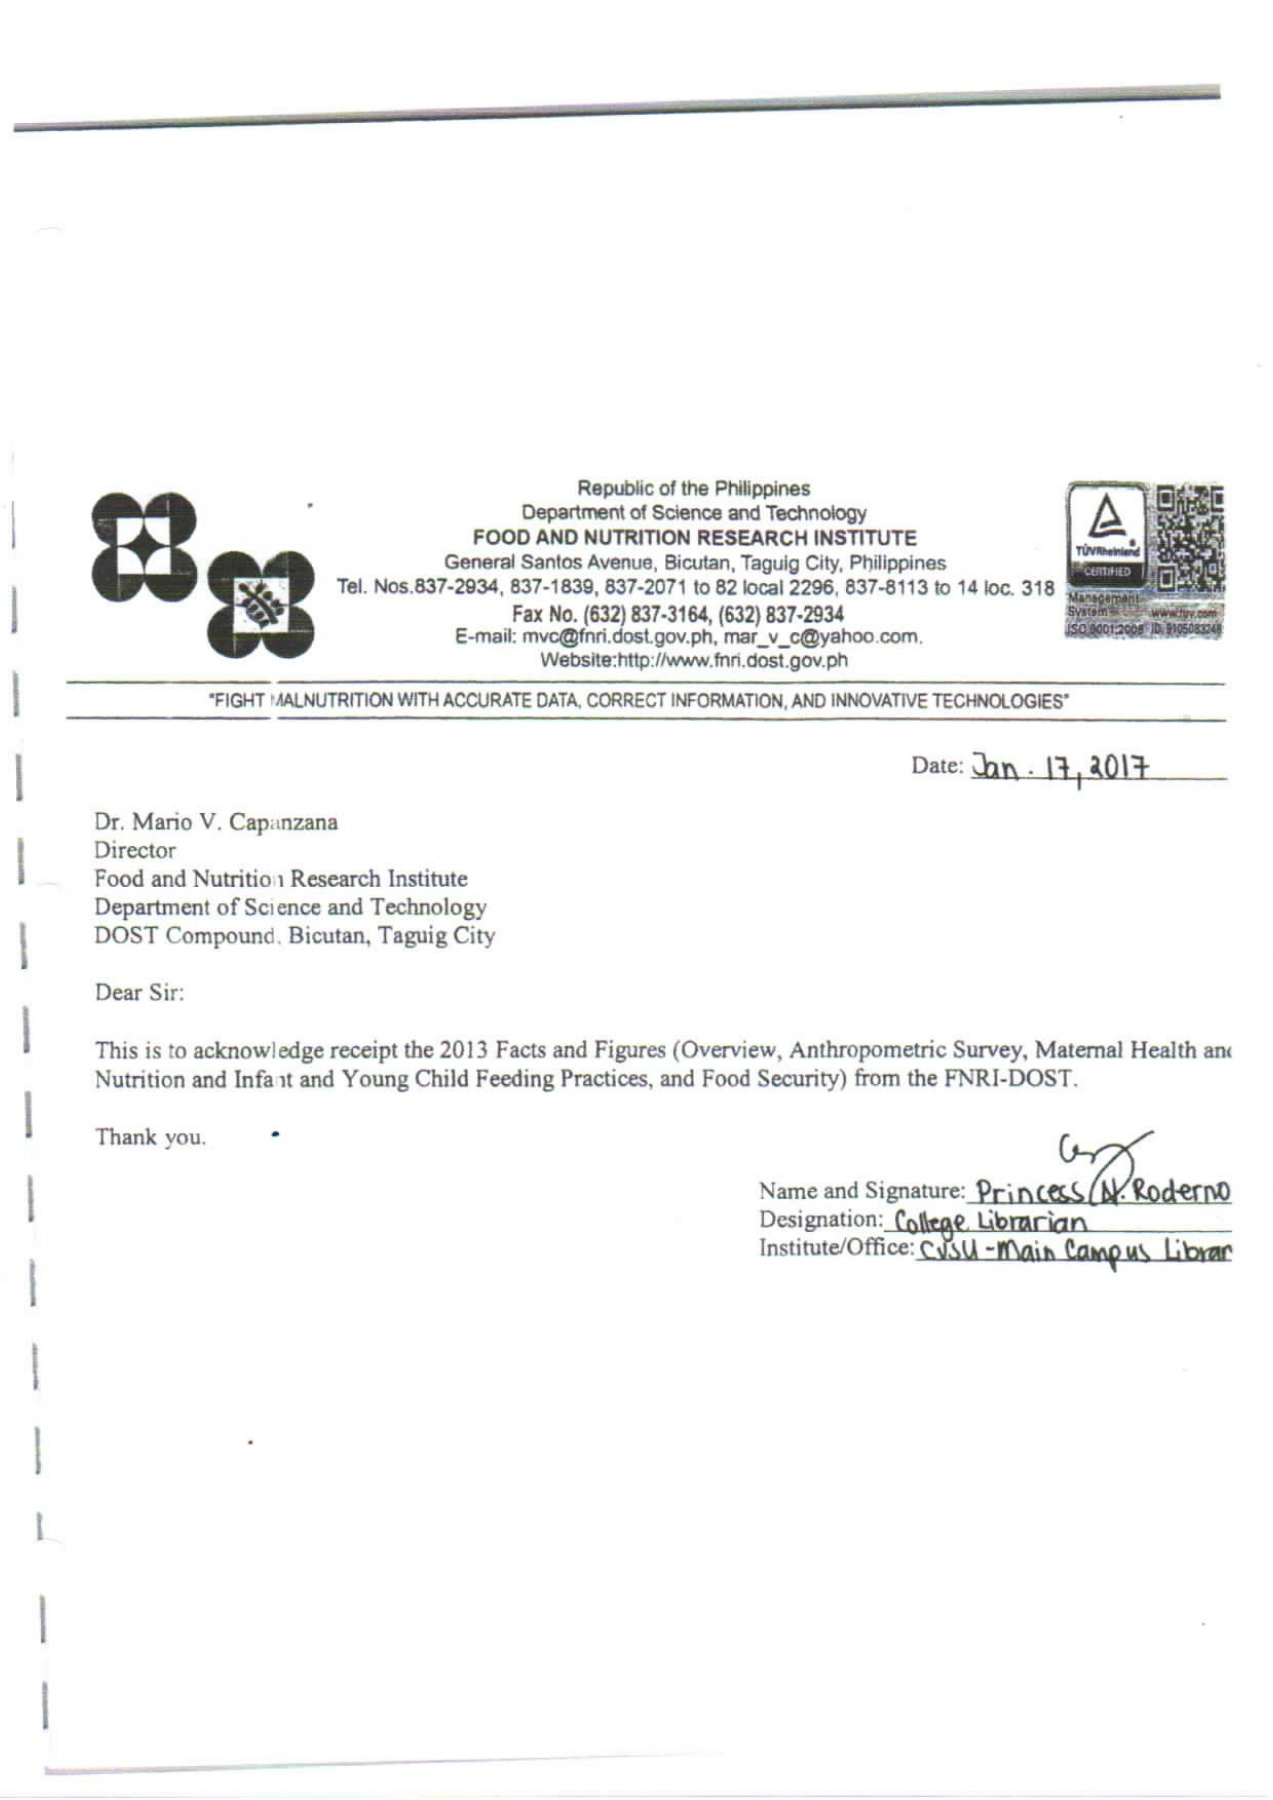 Republic of the Philippines
Department of Science and Technology
FOOD AND NUTRITION RESEARCH INSTITUTE
General Santos Avenue, Bicutan, Taguig City, Philippines
Tel. Nos.837-2934, 837-1839, 837-2071 to 82 local 2296, 837-8113 to 14 loc. 318
Fax No. (632) 837-3164, (632) 837-2934
E-mail: mvc@fnri.dost.gov.ph, mar_v_c@yahoo.com.
Website:http://www.fnri.dost.gov.ph
TÜVRheinland
CERTIFIED
Management
System www.tuv.com
ISO 9001:2008 ID 9105083248
"FIGHT MALNUTRITION WITH ACCURATE DATA, CORRECT INFORMATION, AND INNOVATIVE TECHNOLOGIES"
Date: Jan. 17, 2017
Dr. Mario V. Capanzana
Director
Food and Nutrition Research Institute
Department of Science and Technology
DOST Compound, Bicutan, Taguig City
Dear Sir:
This is to acknowledge receipt the 2013 Facts and Figures (Overview, Anthropometric Survey, Maternal Health and
Nutrition and Infant and Young Child Feeding Practices, and Food Security) from the FNRI-DOST.
Thank you.
Name and Signature: Princess N. Roderno
Designation: College Librarian
Institute/Office: CvSU-Main Campus Librar